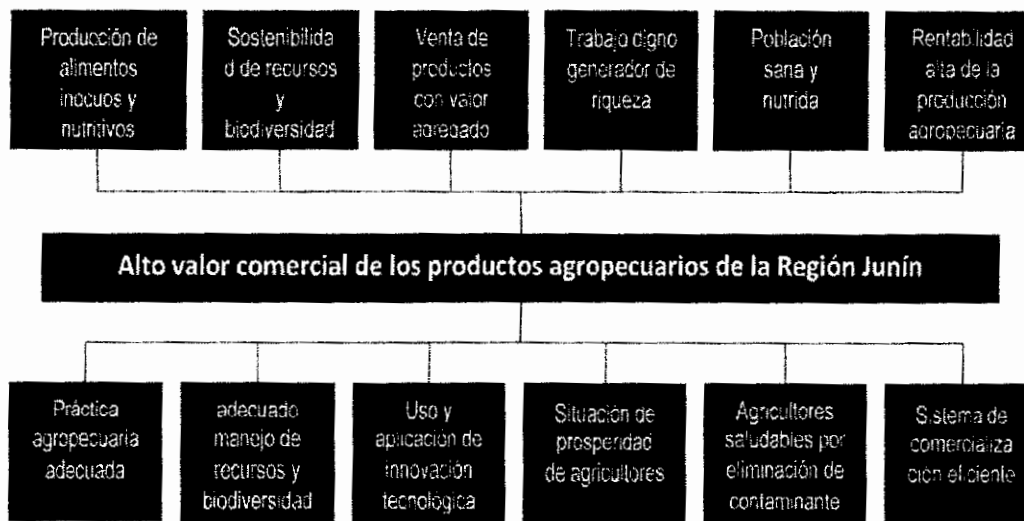 Producción de
alimentos
inocuos y
nutritivos
Sostenibilida
d de recursos
y
biodiversidad
Venta de
productos
con valor
agregado
Trabajo digno
generador de
riqueza
Población
sana y
nutrida
Rentabilidad
alta de la
producción
agropecuaria
Alto valor comercial de los productos agropecuarios de la Región Junín
Práctica
agropecuaria
adecuada
adecuado
manejo de
recursos y
biodiversidad
Uso y
aplicación de
innovación
tecnológica
Situación de
prosperidad
de agricultores
Agricultores
saludables por
eliminación de
contaminante
Sistema de
comercializa
ción eficiente